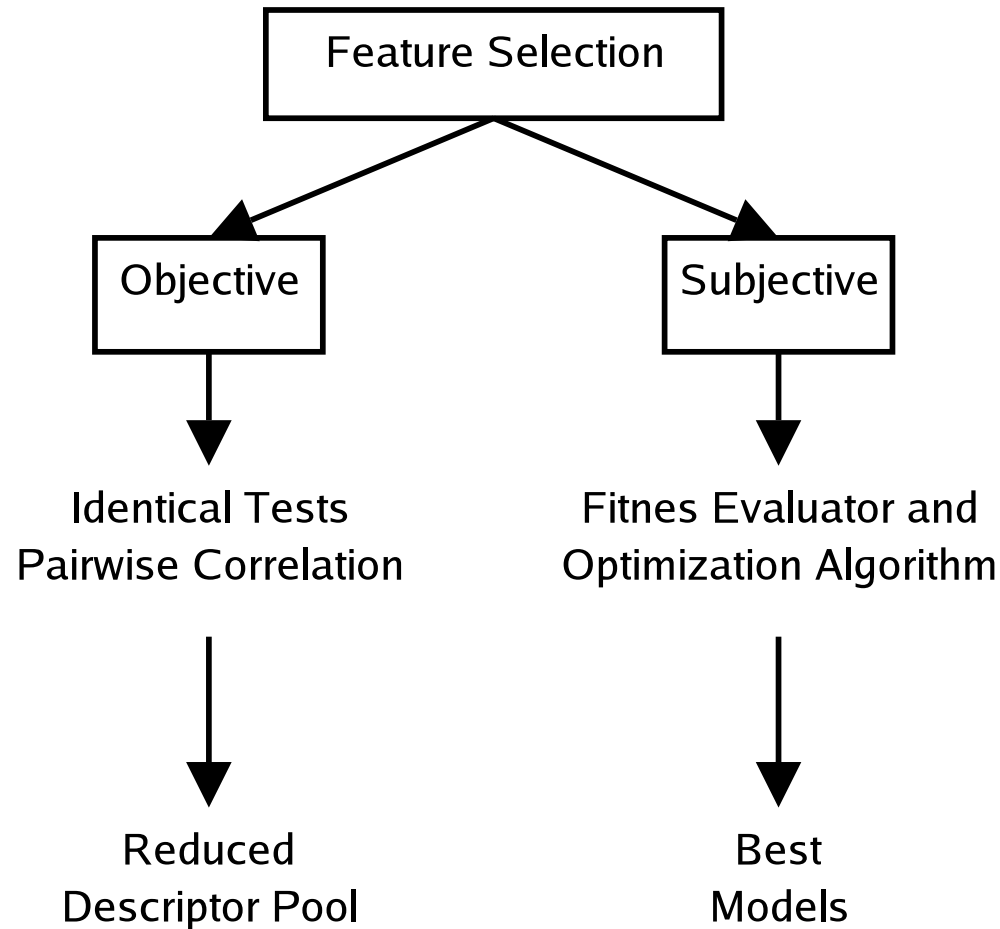 Feature Selection
Objective
Subjective
Identical Tests
Pairwise Correlation
Fitnes Evaluator and
Optimization Algorithm
Reduced
Descriptor Pool
Best
Models